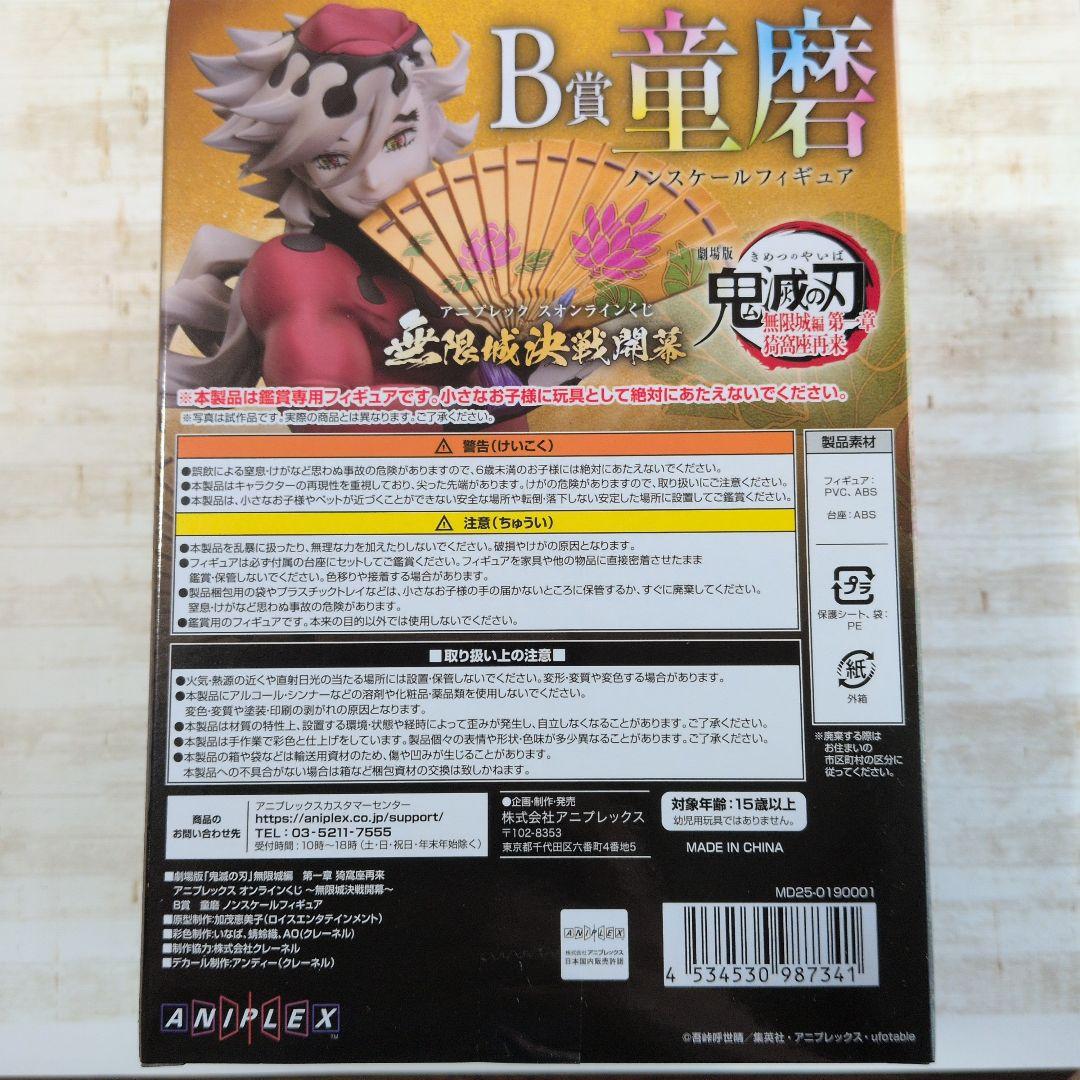 B賞 童磨
ノンスケールフィギュア
劇場版
きめつのやいば
鬼滅の刃
無限城編 第一章
猗窩座再来
アニプレックスオンラインくじ
無限城決戦開幕
※本製品は鑑賞専用フィギュアです。小さなお子様に玩具として絶対にあたえないでください。
※写真は試作品です。実際の商品とは異なります。ご了承ください。
⚠ 警告(けいこく)
●誤飲による窒息・けがなど思わぬ事故の危険がありますので、6歳未満のお子様には絶対にあたえないでください。
●本製品はキャラクターの再現性を重視しており、尖った先端があります。けがの危険がありますので、取り扱いにご注意ください。
●本製品は、小さなお子様やペットが近づくことができない安全な場所や転倒・落下しない安定した場所に設置してご鑑賞ください。
⚠ 注意(ちゅうい)
●本製品を乱暴に扱ったり、無理な力を加えたりしないでください。破損やけがの原因となります。
●フィギュアは必ず付属の台座にセットしてご鑑賞ください。フィギュアを家具や他の物品に直接密着させたまま
鑑賞・保管しないでください。色移りや接着する場合があります。
●製品梱包用の袋やプラスチックトレイなどは、小さなお子様の手の届かないところに保管するか、すぐに廃棄してください。
窒息・けがなど思わぬ事故の危険があります。
●鑑賞用のフィギュアです。本来の目的以外では使用しないでください。
■取り扱い上の注意■
●火気・熱源の近くや直射日光の当たる場所には設置・保管しないでください。変形・変質や変色する場合があります。
●本製品にアルコール・シンナーなどの溶剤や化粧品・薬品類を使用しないでください。
変色・変質や塗装・印刷の剥がれの原因となります。
●本製品は材質の特性上、設置する環境・状態や経時によって歪みが発生し、自立しなくなることがあります。ご了承ください。
●本製品は手作業で彩色と仕上げをしています。製品個々の表情や形状・色味が多少異なることがあります。ご了承ください。
●本製品の箱や袋などは輸送用資材のため、傷や凹みが生じることがあります。
本製品への不具合がない場合は箱など梱包資材の交換は致しかねます。
製品素材
フィギュア:
PVC、ABS
台座:ABS
プラ
保護シート、袋:
PE
紙
外箱
※廃棄する際は
お住まいの
市区町村の区分に
従ってください。
商品の
お問い合わせ先
アニプレックスカスタマーセンター
https://aniplex.co.jp/support/
TEL:03-5211-7555
受付時間:10時~18時(土・日・祝日・年末年始除く)
●企画・制作・発売
株式会社アニプレックス
〒102-8353
東京都千代田区六番町4番地5
対象年齢:15歳以上
幼児用玩具ではありません。
MADE IN CHINA
■劇場版「鬼滅の刃」無限城編 第一章 猗窩座再来
アニプレックス オンラインくじ ~無限城決戦開幕~
B賞 童磨 ノンスケールフィギュア
■原型制作:加茂恵美子(ロイスエンタテインメント)
■彩色制作:いなば、蜻蛉織、AO(クレーネル)
■制作協力:株式会社クレーネル
■デカール制作:アンディー(クレーネル)
ANIPLEX
株式会社アニプレックス
日本国内販売許諾
MD25-0190001
4 534530 987341
ANIPLEX™
©吾峠呼世晴/集英社・アニプレックス・ufotable